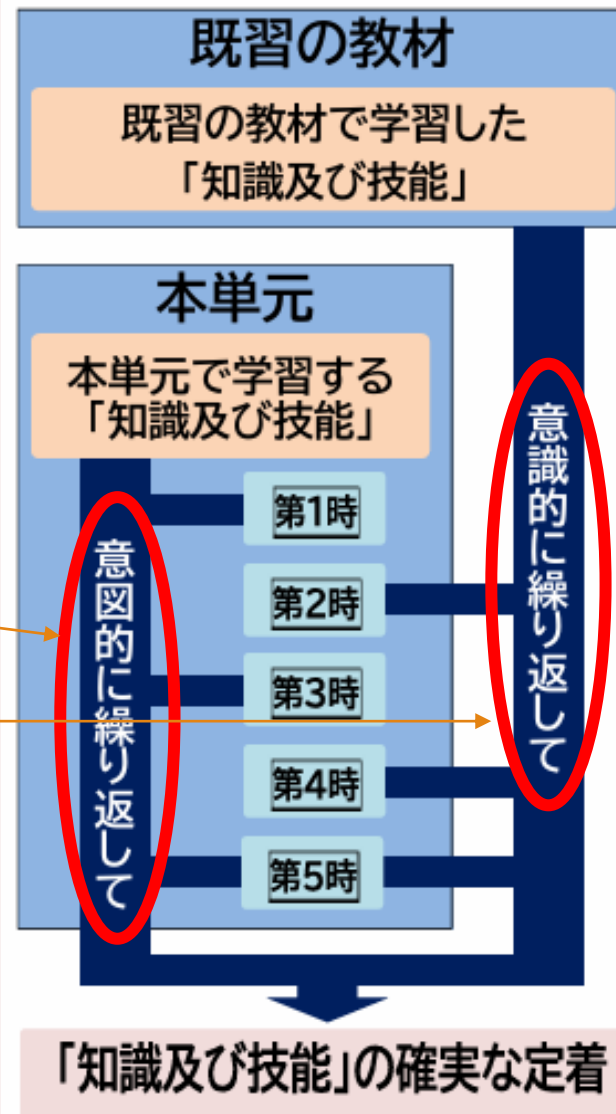 既習の教材
既習の教材で学習した
「知識及び技能」
本単元
本単元で学習する
「知識及び技能」
意図的に繰り返して
第1時
第2時
第3時
第4時
第5時
意識的に繰り返して
「知識及び技能」の確実な定着